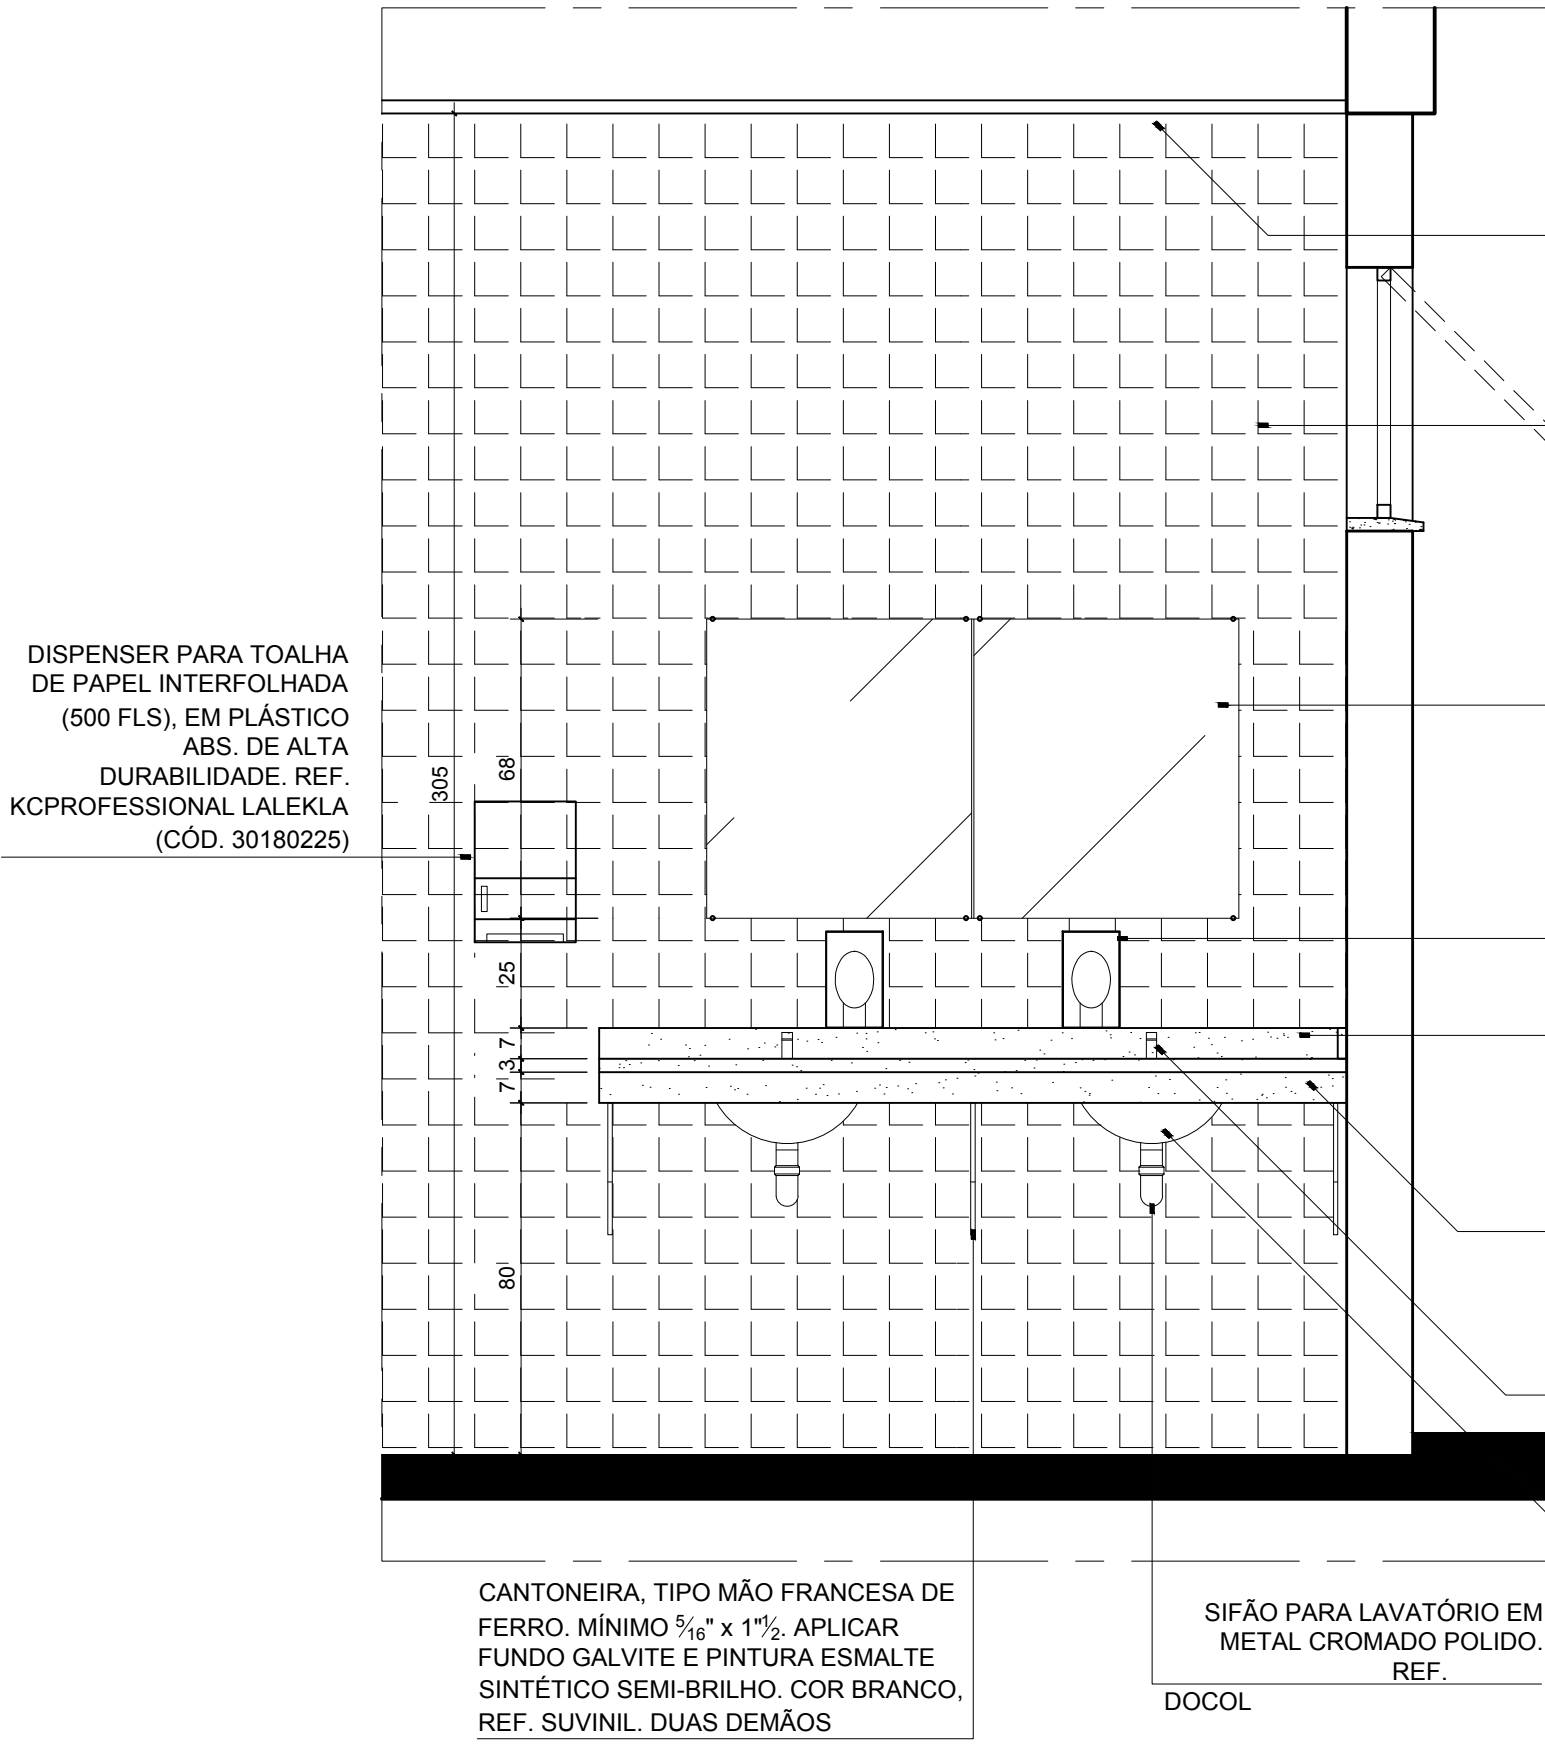 DISPENSER PARA TOALHA
DE PAPEL INTERFOLHADA
(500 FLS), EM PLÁSTICO
ABS. DE ALTA
DURABILIDADE. REF.
KCPROFESSIONAL LALEKLA
(CÓD. 30180225)
305
68
25
7
3
7
80
CANTONEIRA, TIPO MÃO FRANCESA DE
FERRO. MÍNIMO 5/16" x 1"1/2. APLICAR
FUNDO GALVITE E PINTURA ESMALTE
SINTÉTICO SEMI-BRILHO. COR BRANCO,
REF. SUVINIL. DUAS DEMÃOS
SIFÃO PARA LAVATÓRIO EM
METAL CROMADO POLIDO.
REF.
DOCOL